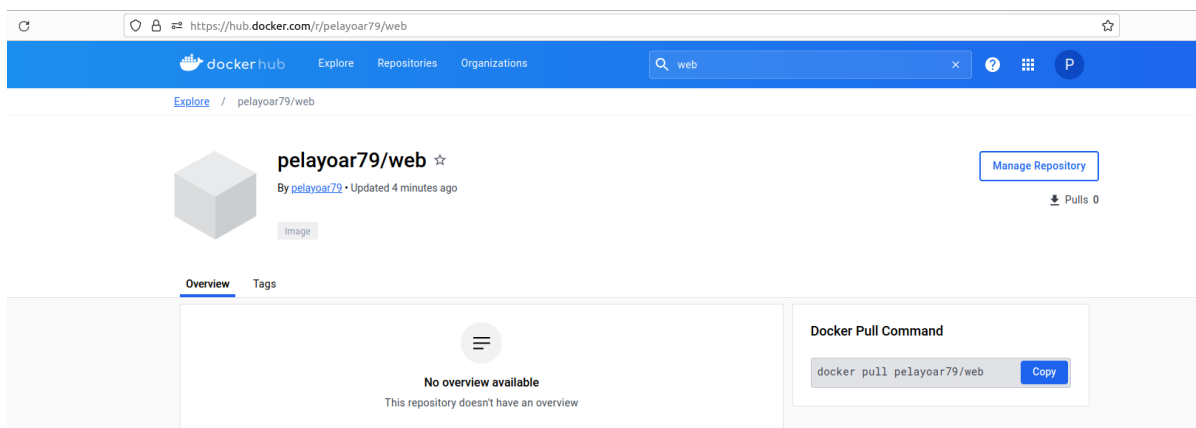 https://hub.docker.com/r/pelayoar79/web
dockerhub Explore Repositories Organizations web × ? P
Explore / pelayoar79/web
pelayoar79/web
By pelayoar79 • Updated 4 minutes ago
Manage Repository
Pulls 0
Image
Overview Tags
No overview available
This repository doesn't have an overview
Docker Pull Command
docker pull pelayoar79/web Copy